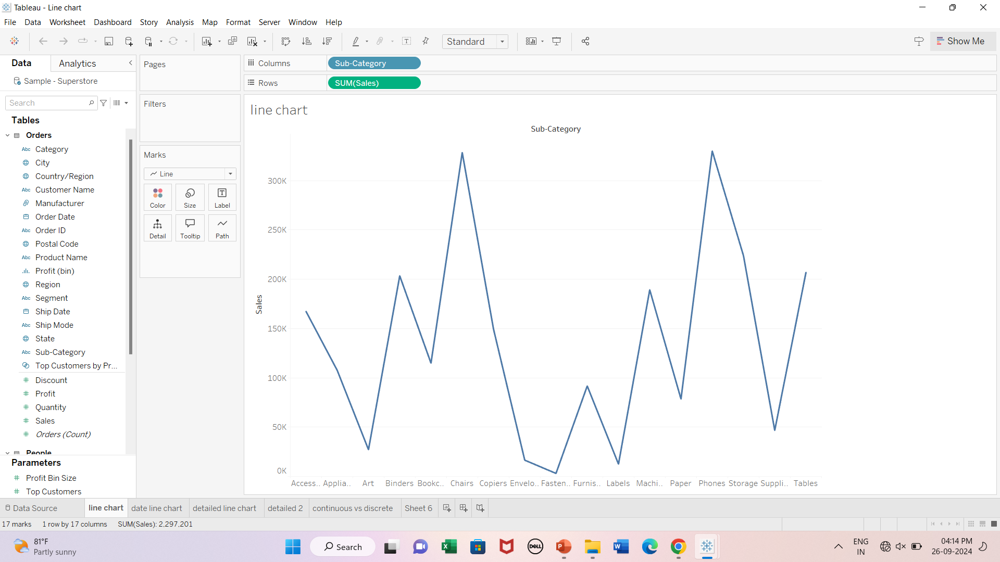 Tableau - Line chart
File Data Worksheet Dashboard Story Analysis Map Format Server Window Help
Standard
Show Me
Data Analytics
Sample - Superstore
Search
Tables
Orders
Abc Category
City
Country/Region
Abc Customer Name
Manufacturer
Order Date
Abc Order ID
Postal Code
Abc Product Name
Profit (bin)
Region
Abc Segment
Ship Date
Abc Ship Mode
State
Abc Sub-Category
Top Customers by Pr...
# Discount
# Profit
# Quantity
# Sales
# Orders (Count)
People
Parameters
# Profit Bin Size
# Top Customers
Pages
Filters
Marks
Line
Color Size Label
Detail Tooltip Path
Columns Sub-Category
Rows SUM(Sales)
line chart
Sub-Category
Sales
300K
250K
200K
150K
100K
50K
0K
Access.. Applia.. Art Binders Bookc.. Chairs Copiers Envelo.. Fasten.. Furnis.. Labels Machi.. Paper Phones Storage Suppli.. Tables
Data Source line chart date line chart detailed line chart detailed 2 continuous vs discrete Sheet 6
17 marks 1 row by 17 columns SUM(Sales): 2,297,201
81°F
Partly sunny
Search
DELL
ENG
IN
04:14 PM
26-09-2024